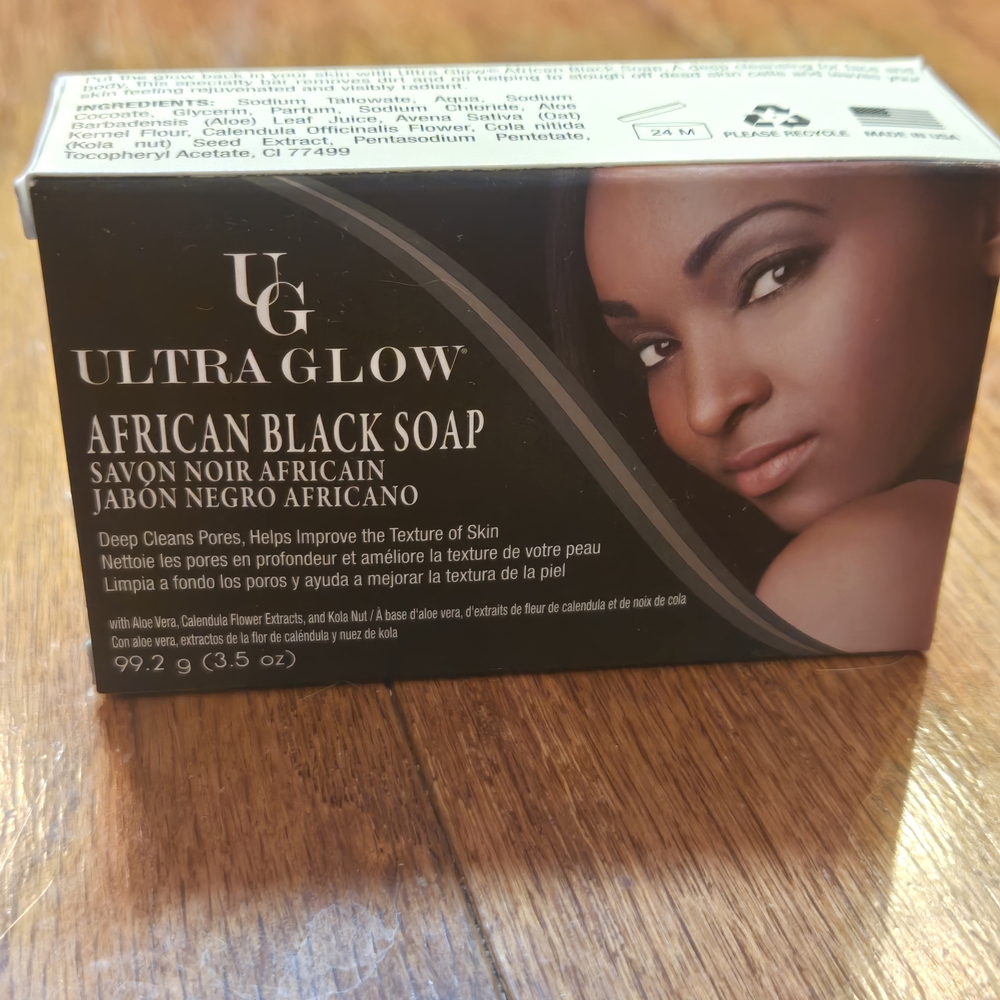 Put the glow back in your skin with Ultra Glow® African Black Soap. A deep cleansing for face and
body. This specialty bar removes dirt and oil helping to slough off dead skin cells and leaves your
skin feeling rejuvenated and visibly radiant.
INGREDIENTS: Sodium Tallowate, Aqua, Sodium
Cocoate, Glycerin, Parfum, Sodium Chloride, Aloe
Barbadensis (Aloe) Leaf Juice, Avena Sativa (Oat)
Kernel Flour, Calendula Officinalis Flower, Cola nitida
(Kola nut) Seed Extract, Pentasodium Pentetate,
Tocopheryl Acetate, CI 77499
24 M
PLEASE RECYCLE
MADE IN USA
UG
ULTRA GLOW®
AFRICAN BLACK SOAP
SAVON NOIR AFRICAIN
JABÓN NEGRO AFRICANO
Deep Cleans Pores, Helps Improve the Texture of Skin
Nettoie les pores en profondeur et améliore la texture de votre peau
Limpia a fondo los poros y ayuda a mejorar la textura de la piel
with Aloe Vera, Calendula Flower Extracts, and Kola Nut / À base d'aloe vera, d'extraits de fleur de calendula et de noix de cola
Con aloe vera, extractos de la flor de caléndula y nuez de kola
99.2 g (3.5 oz)